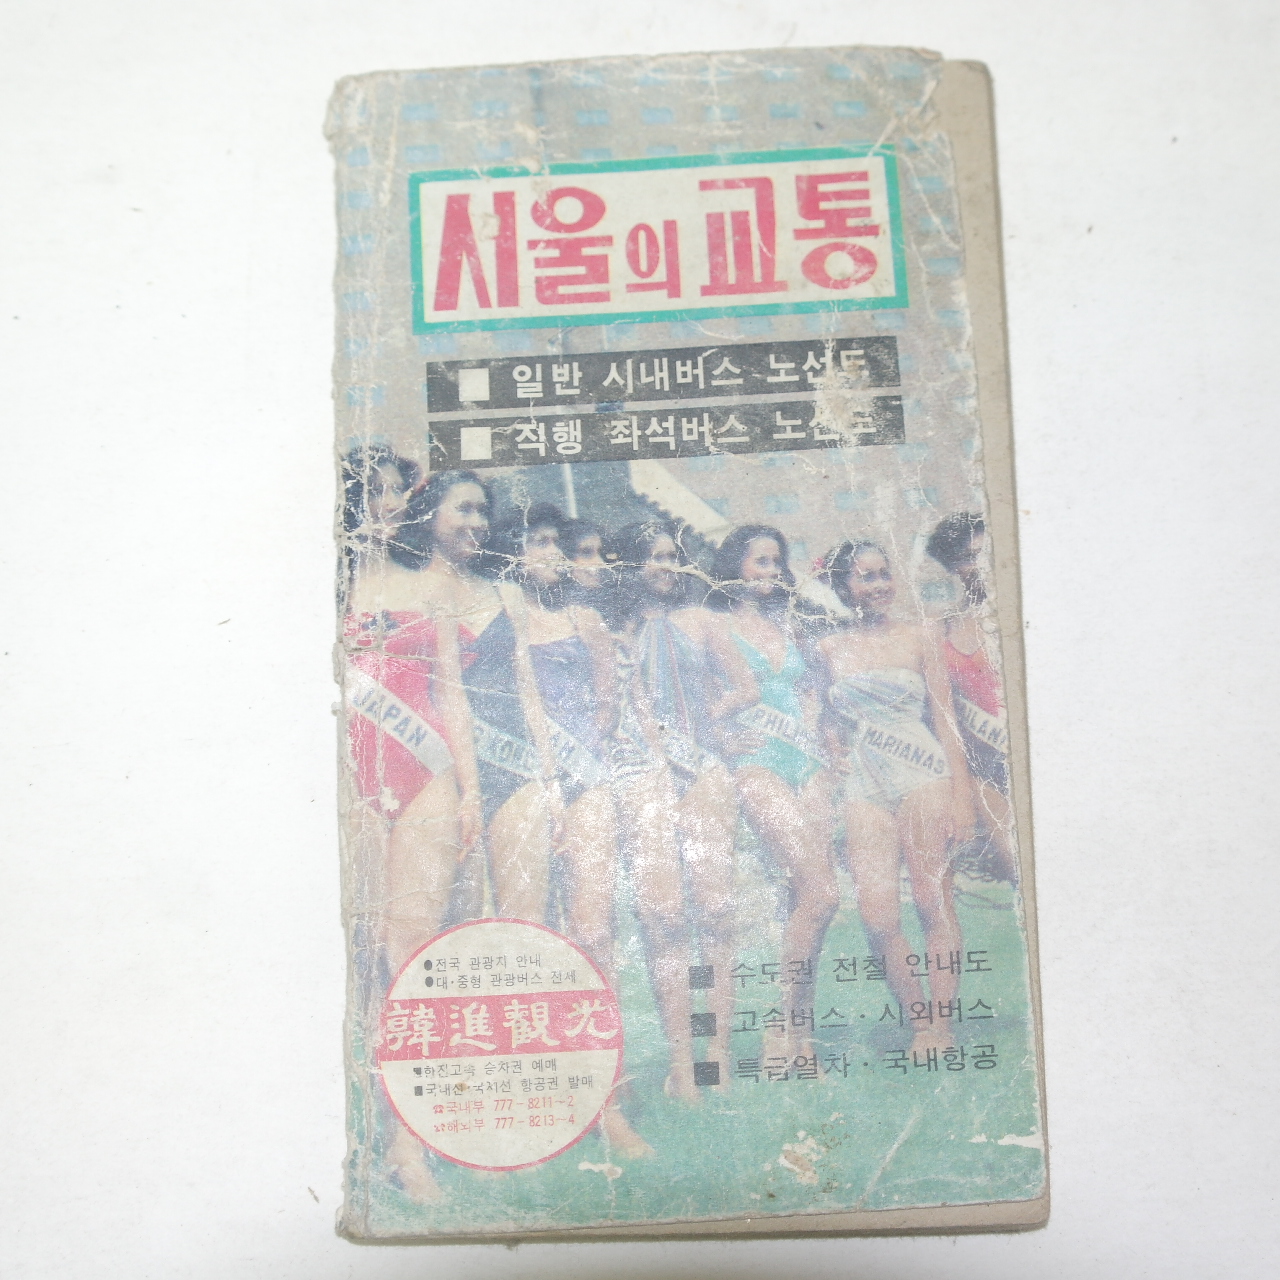 서울의 교통
■ 일반 시내버스 노선도
■ 직행 좌석버스 노선도
JAPAN
PHILI
MARIANAS
●전국 관광지 안내
●대·중형 관광버스 전세
韓進観光
■한진고속 승차권 예매
■국내선·국제선 항공권 발매
☎국내부 777-8211~2
☎해외부 777-8213~4
■ 수도권 전철 안내도
■ 고속버스·시외버스
■ 특급열차·국내항공